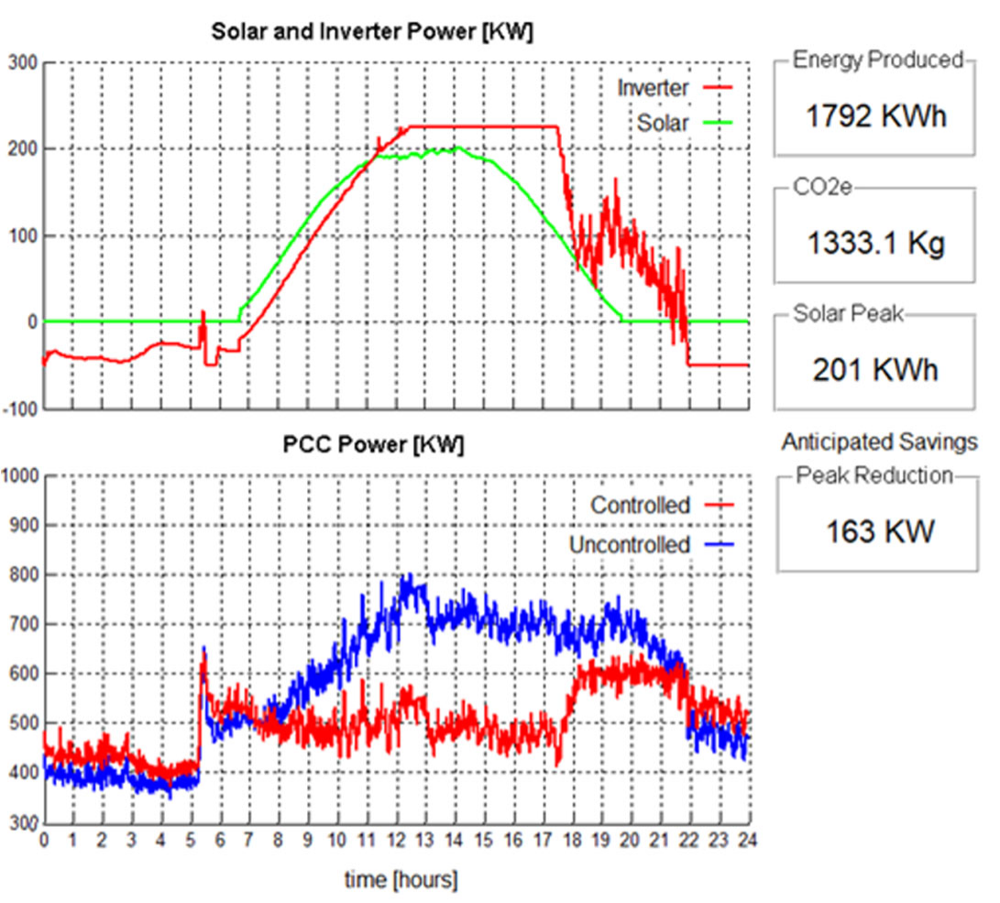 Solar and Inverter Power [KW]
300
200
100
0
-100
Inverter
Solar
Energy Produced
1792 KWh
CO2e
1333.1 Kg
Solar Peak
201 KWh
Anticipated Savings
Peak Reduction
163 KW
PCC Power [KW]
1000
900
800
700
600
500
400
300
Controlled
Uncontrolled
0 1 2 3 4 5 6 7 8 9 10 11 12 13 14 15 16 17 18 19 20 21 22 23 24
time [hours]